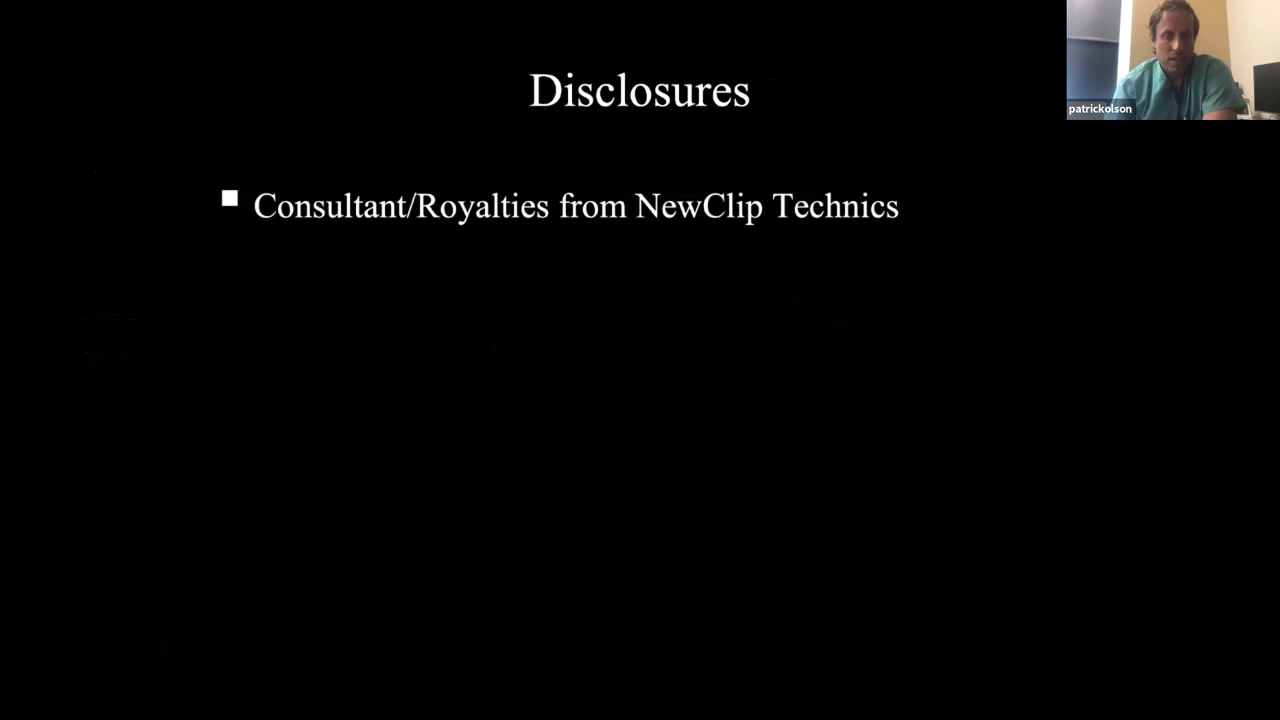 Disclosures
patrickolson
Consultant/Royalties from NewClip Technics